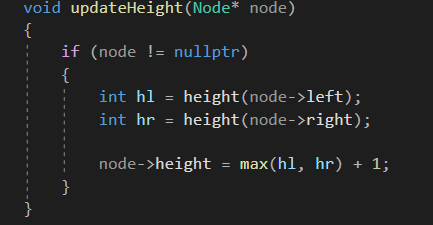 void updateHeight(Node* node)
{
if (node != nullptr)
{
int hl = height(node->left);
int hr = height(node->right);
node->height = max(hl, hr) + 1;
}
}